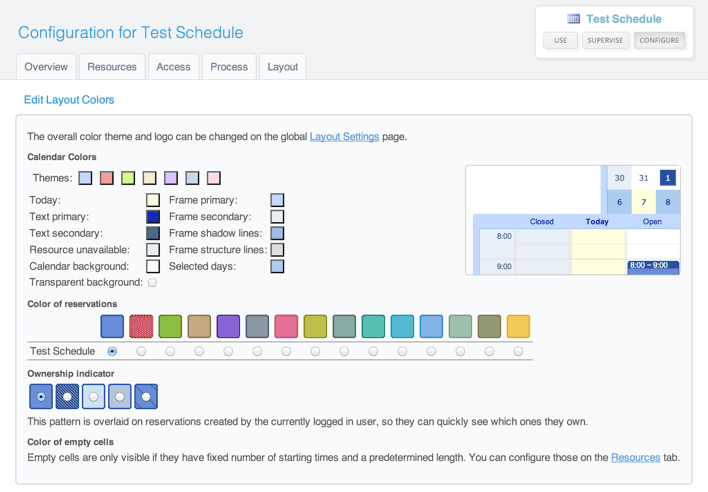 Configuration for Test Schedule
Test Schedule
USE SUPERVISE CONFIGURE
Overview Resources Access Process Layout
Edit Layout Colors
The overall color theme and logo can be changed on the global Layout Settings page.
Calendar Colors
Themes:
Today: Frame primary:
Text primary: Frame secondary:
Text secondary: Frame shadow lines:
Resource unavailable: Frame structure lines:
Calendar background: Selected days:
Transparent background:
30 31 1
6 7 8
Closed Today Open
8:00
9:00 8:00 – 9:00
Color of reservations
Test Schedule
Ownership indicator
This pattern is overlaid on reservations created by the currently logged in user, so they can quickly see which ones they own.
Color of empty cells
Empty cells are only visible if they have fixed number of starting times and a predetermined length. You can configure those on the Resources tab.